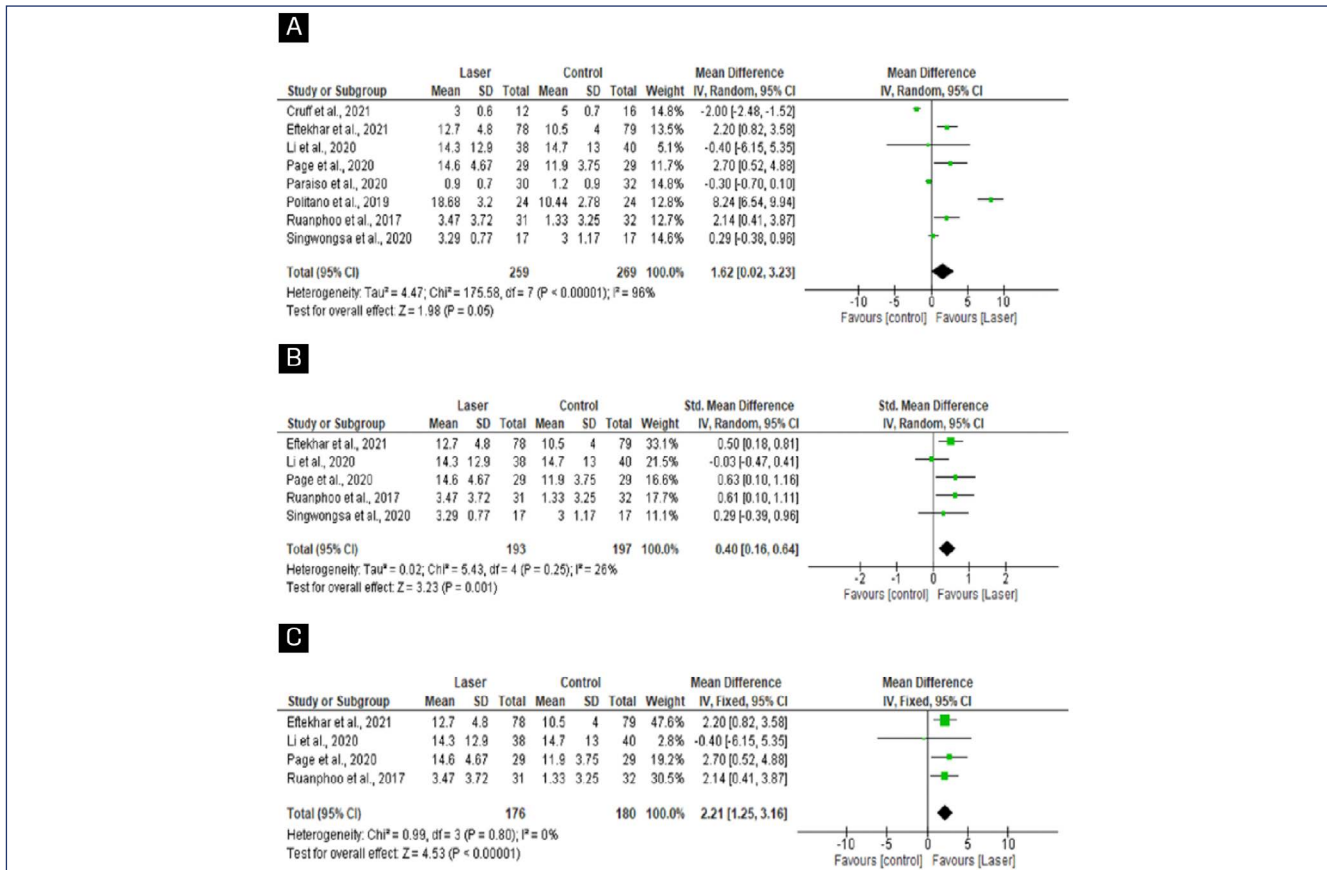 A
Laser Control Mean Difference Mean Difference
Study or Subgroup Mean SD Total Mean SD Total Weight IV, Random, 95% CI IV, Random, 95% CI
Cruff et al., 2021 3 0.6 12 5 0.7 16 14.8% -2.00 [-2.48, -1.52]
Eftekhar et al., 2021 12.7 4.8 78 10.5 4 79 13.5% 2.20 [0.82, 3.58]
Li et al., 2020 14.3 12.9 38 14.7 13 40 5.1% -0.40 [-6.15, 5.35]
Page et al., 2020 14.6 4.67 29 11.9 3.75 29 11.7% 2.70 [0.52, 4.88]
Paraiso et al., 2020 0.9 0.7 30 1.2 0.9 32 14.8% -0.30 [-0.70, 0.10]
Politano et al., 2019 18.68 3.2 24 10.44 2.78 24 12.8% 8.24 [6.54, 9.94]
Ruanphoo et al., 2017 3.47 3.72 31 1.33 3.25 32 12.7% 2.14 [0.41, 3.87]
Singwongsa et al., 2020 3.29 0.77 17 3 1.17 17 14.6% 0.29 [-0.38, 0.96]
Total (95% CI) 259 269 100.0% 1.62 [0.02, 3.23]
Heterogeneity: Tau² = 4.47; Chi² = 175.58, df = 7 (P < 0.00001); I² = 96%
Test for overall effect: Z = 1.98 (P = 0.05)
-10 -5 0 5 10
Favours [control] Favours [Laser]
B
Laser Control Std. Mean Difference Std. Mean Difference
Study or Subgroup Mean SD Total Mean SD Total Weight IV, Random, 95% CI IV, Random, 95% CI
Eftekhar et al., 2021 12.7 4.8 78 10.5 4 79 33.1% 0.50 [0.18, 0.81]
Li et al., 2020 14.3 12.9 38 14.7 13 40 21.5% -0.03 [-0.47, 0.41]
Page et al., 2020 14.6 4.67 29 11.9 3.75 29 16.6% 0.63 [0.10, 1.16]
Ruanphoo et al., 2017 3.47 3.72 31 1.33 3.25 32 17.7% 0.61 [0.10, 1.11]
Singwongsa et al., 2020 3.29 0.77 17 3 1.17 17 11.1% 0.29 [-0.39, 0.96]
Total (95% CI) 193 197 100.0% 0.40 [0.16, 0.64]
Heterogeneity: Tau² = 0.02; Chi² = 5.43, df = 4 (P = 0.25); I² = 26%
Test for overall effect: Z = 3.23 (P = 0.001)
-2 -1 0 1 2
Favours [control] Favours [Laser]
C
Laser Control Mean Difference Mean Difference
Study or Subgroup Mean SD Total Mean SD Total Weight IV, Fixed, 95% CI IV, Fixed, 95% CI
Eftekhar et al., 2021 12.7 4.8 78 10.5 4 79 47.6% 2.20 [0.82, 3.58]
Li et al., 2020 14.3 12.9 38 14.7 13 40 2.8% -0.40 [-6.15, 5.35]
Page et al., 2020 14.6 4.67 29 11.9 3.75 29 19.2% 2.70 [0.52, 4.88]
Ruanphoo et al., 2017 3.47 3.72 31 1.33 3.25 32 30.5% 2.14 [0.41, 3.87]
Total (95% CI) 176 180 100.0% 2.21 [1.25, 3.16]
Heterogeneity: Chi² = 0.99, df = 3 (P = 0.80); I² = 0%
Test for overall effect: Z = 4.53 (P < 0.00001)
-10 -5 0 5 10
Favours [control] Favours [Laser]